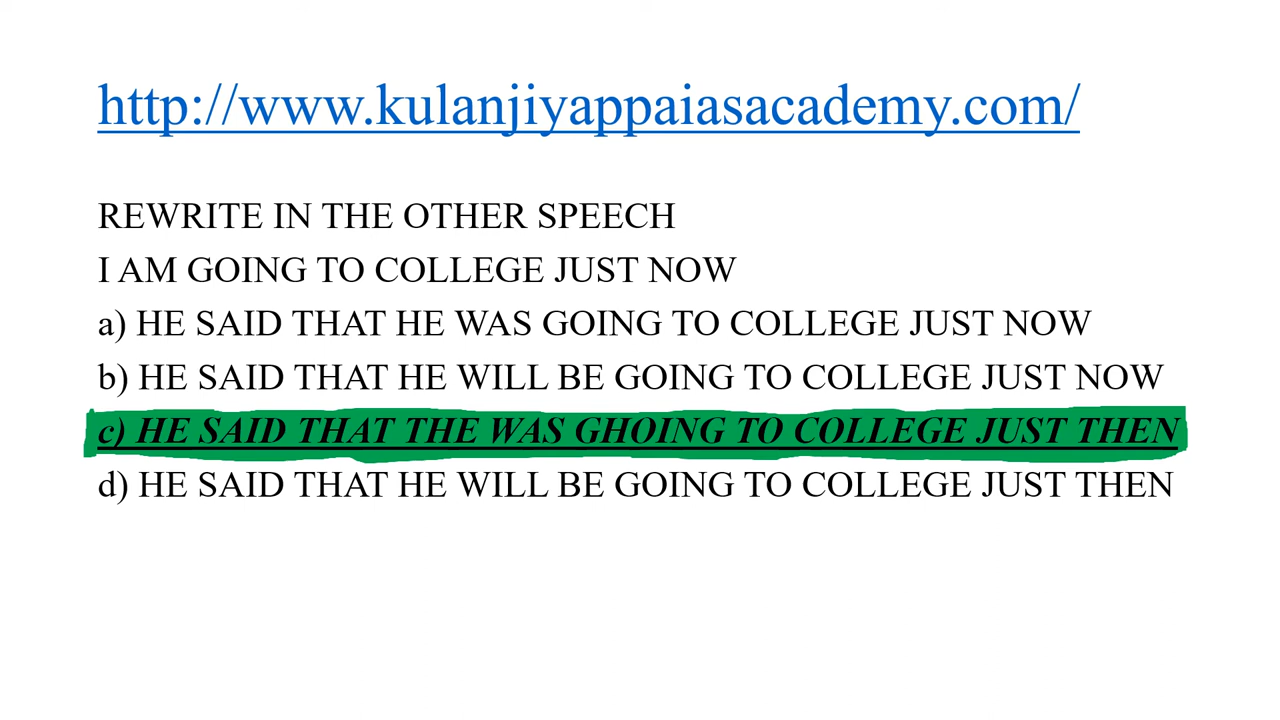 http://www.kulanjiyappaiasacademy.com/
REWRITE IN THE OTHER SPEECH
I AM GOING TO COLLEGE JUST NOW
a) HE SAID THAT HE WAS GOING TO COLLEGE JUST NOW
b) HE SAID THAT HE WILL BE GOING TO COLLEGE JUST NOW
c) HE SAID THAT THE WAS GHOING TO COLLEGE JUST THEN
d) HE SAID THAT HE WILL BE GOING TO COLLEGE JUST THEN